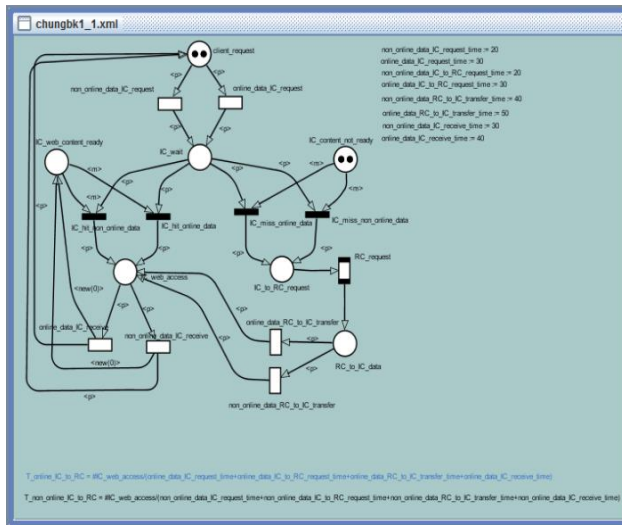 chungbk1_1.xml
client_request
non_online_data_IC_request_time := 20
online_data_IC_request_time := 30
non_online_data_IC_to_RC_request_time := 20
online_data_IC_to_RC_request_time := 30
non_online_data_RC_to_IC_transfer_time := 40
online_data_RC_to_IC_transfer_time := 50
non_online_data_IC_receive_time := 30
online_data_IC_receive_time := 40
<p>
<p>
non_online_data_IC_request
online_data_IC_request
<p>
<p>
IC_web_content_ready
IC_wait
IC_content_not_ready
<p>
<p>
<p>
<p>
<m>
<m>
<m>
<m>
IC_hit_non_online_data
IC_hit_online_data
IC_miss_online_data
IC_miss_non_online_data
<p>
<p>
<p>
<p>
RC_request
web_access
IC_to_RC_request
<p>
<new(0)>
<p>
<p>
<p>
<p>
online_data_IC_receive
non_online_data_IC_receive
online_data_RC_to_IC_transfer
<p>
<new(0)>
<p>
RC_to_IC_data
<p>
non_online_data_RC_to_IC_transfer
T_online_IC_to_RC = #IC_web_access/(online_data_IC_request_time+online_data_IC_to_RC_request_time+online_data_RC_to_IC_transfer_time+online_data_IC_receive_time)
T_non_online_IC_to_RC = #IC_web_access/(non_online_data_IC_request_time+non_online_data_IC_to_RC_request_time+non_online_data_RC_to_IC_transfer_time+non_online_data_IC_receive_time)